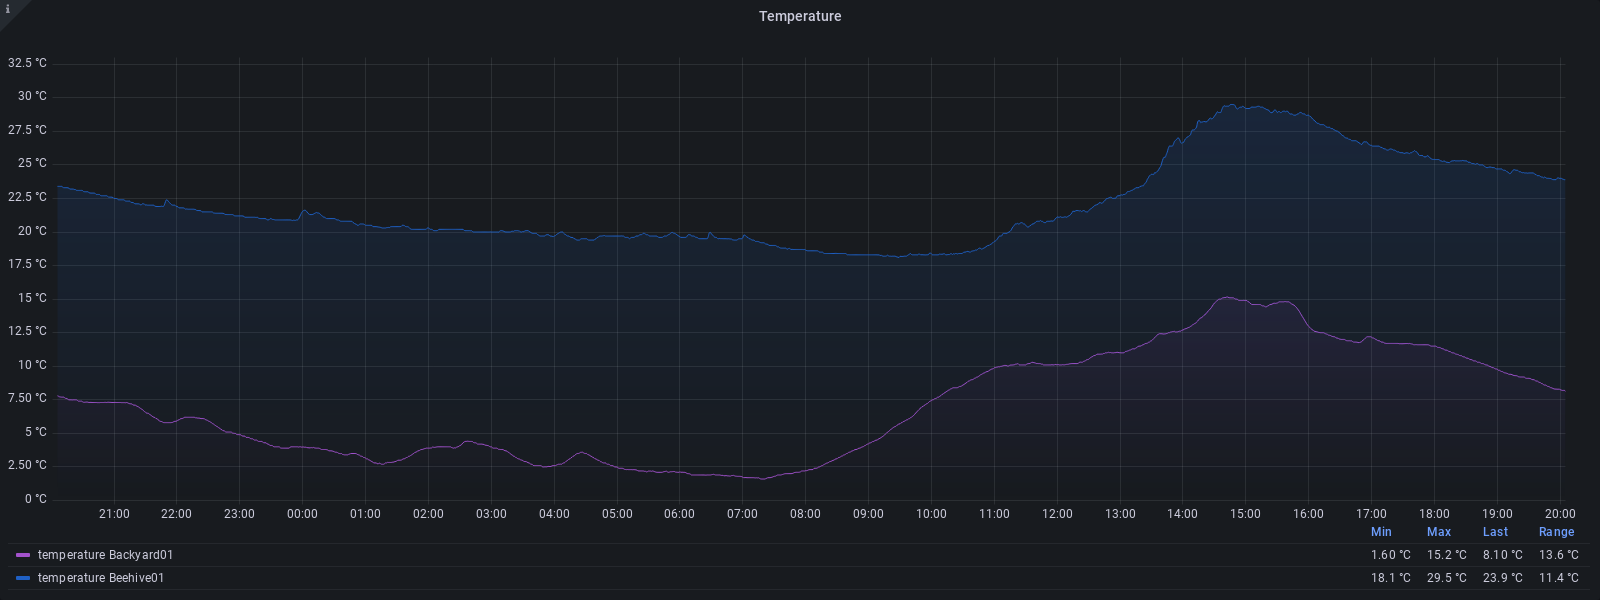 i
Temperature
32.5 °C
30 °C
27.5 °C
25 °C
22.5 °C
20 °C
17.5 °C
15 °C
12.5 °C
10 °C
7.50 °C
5 °C
2.50 °C
0 °C
21:00 22:00 23:00 00:00 01:00 02:00 03:00 04:00 05:00 06:00 07:00 08:00 09:00 10:00 11:00 12:00 13:00 14:00 15:00 16:00 17:00 18:00 19:00 20:00
Min Max Last Range
temperature Backyard01 1.60 °C 15.2 °C 8.10 °C 13.6 °C
temperature Beehive01 18.1 °C 29.5 °C 23.9 °C 11.4 °C